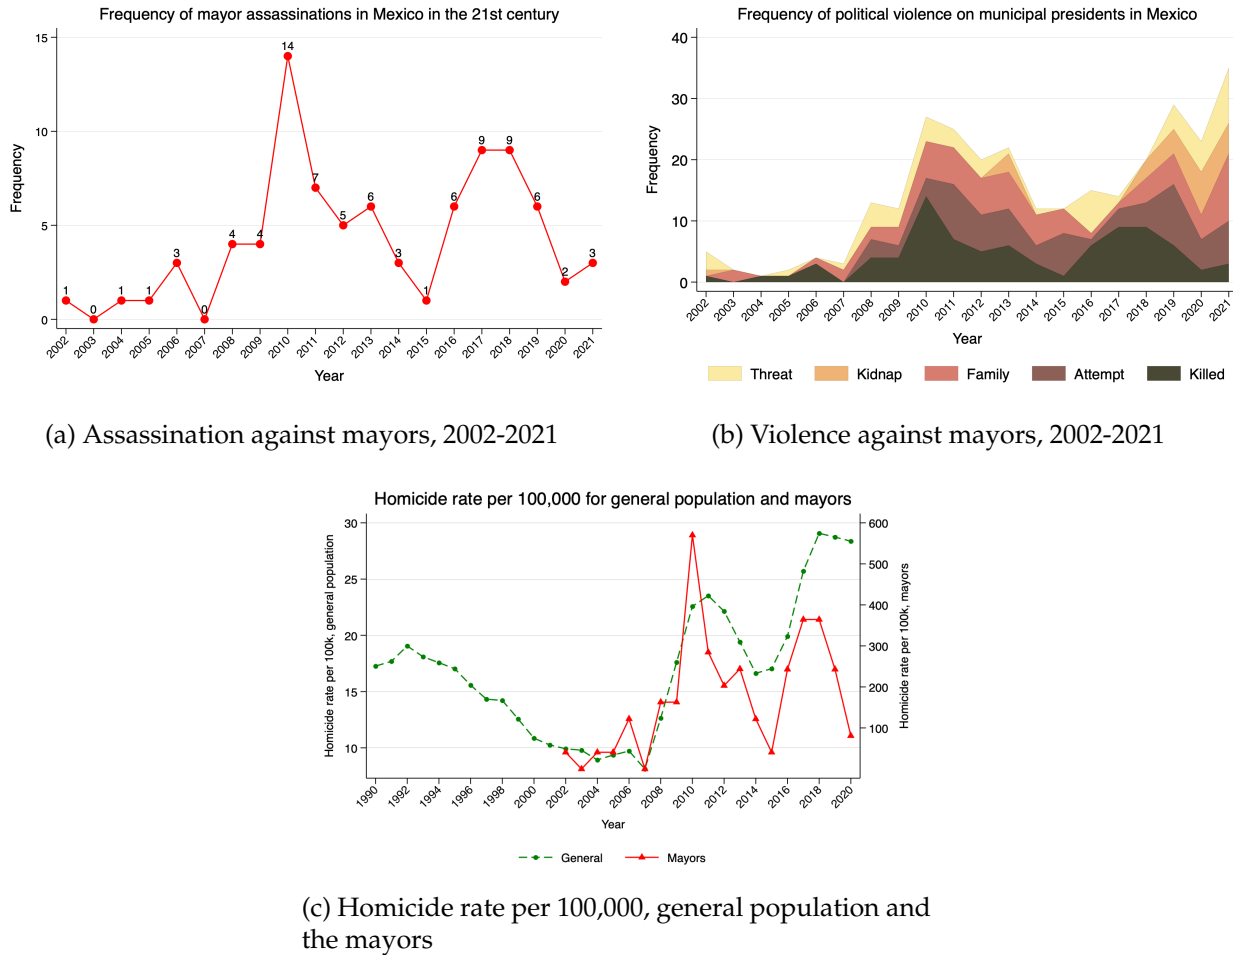 Frequency of mayor assassinations in Mexico in the 21st century
15
10
5
0
Frequency
1
0
1
1
3
0
4
4
14
7
5
6
3
1
6
9
9
6
2
3
2002 2003 2004 2005 2006 2007 2008 2009 2010 2011 2012 2013 2014 2015 2016 2017 2018 2019 2020 2021
Year
(a) Assassination against mayors, 2002-2021
Frequency of political violence on municipal presidents in Mexico
40
30
20
10
0
Frequency
2002 2003 2004 2005 2006 2007 2008 2009 2010 2011 2012 2013 2014 2015 2016 2017 2018 2019 2020 2021
Year
Threat Kidnap Family Attempt Killed
(b) Violence against mayors, 2002-2021
Homicide rate per 100,000 for general population and mayors
30
25
20
15
10
Homicide rate per 100k, general population
600
500
400
300
200
100
Homicide rate per 100k, mayors
1990 1992 1994 1996 1998 2000 2002 2004 2006 2008 2010 2012 2014 2016 2018 2020
Year
General Mayors
(c) Homicide rate per 100,000, general population and
the mayors